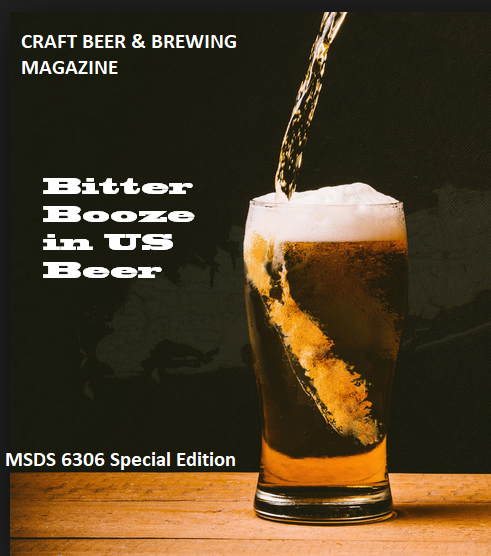 CRAFT BEER & BREWING
MAGAZINE
Bitter
Booze
in US
Beer
MSDS 6306 Special Edition